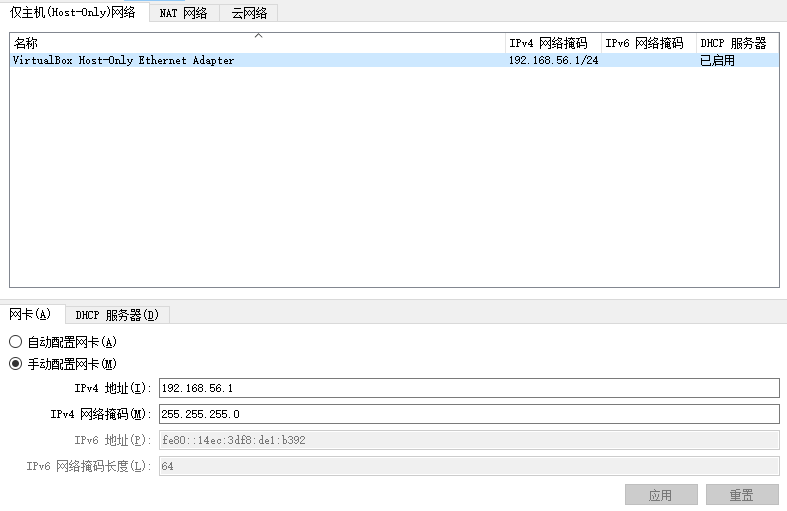 仅主机(Host-Only)网络 NAT 网络 云网络
名称 IPv4 网络掩码 IPv6 网络掩码 DHCP 服务器
VirtualBox Host-Only Ethernet Adapter 192.168.56.1/24 已启用
网卡(A) DHCP 服务器(D)
自动配置网卡(A)
手动配置网卡(M)
IPv4 地址(I): 192.168.56.1
IPv4 网络掩码(M): 255.255.255.0
IPv6 地址(P): fe80::14ec:3df8:de1:b392
IPv6 网络掩码长度(L): 64
应用 重置